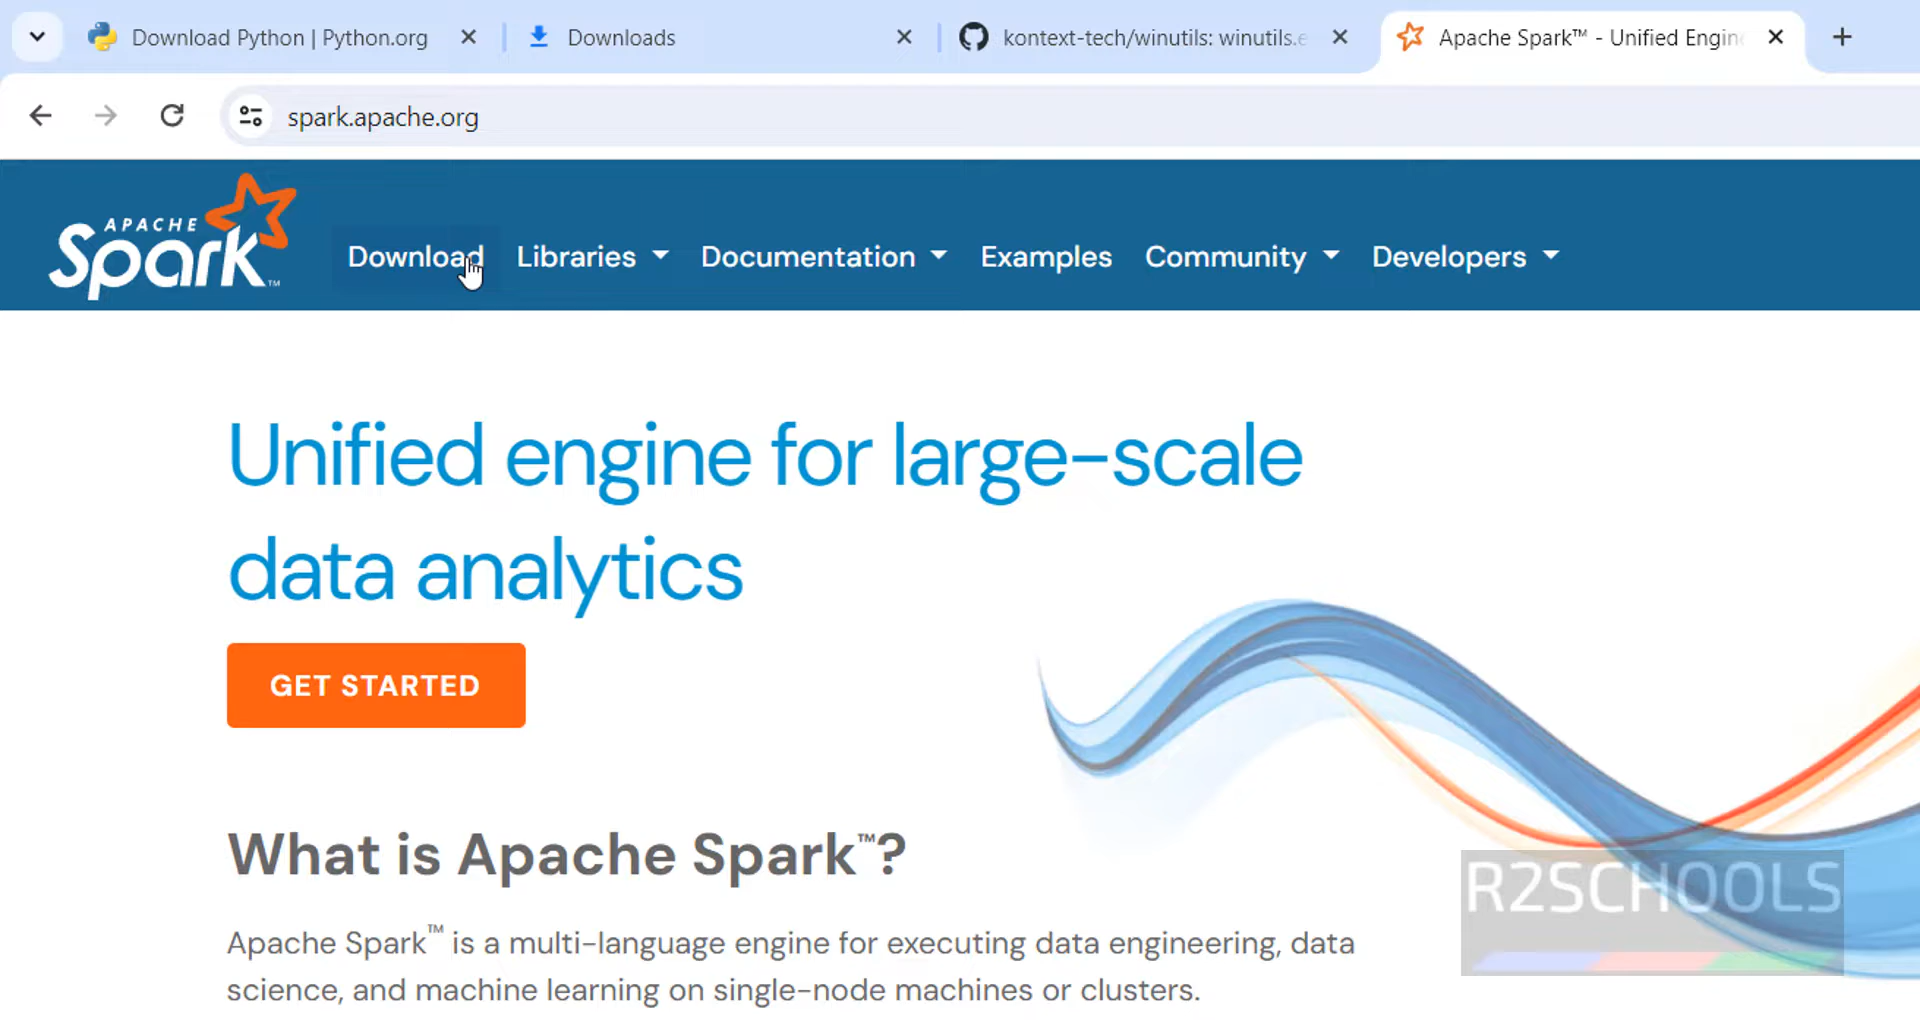 Download Python | Python.org
Downloads
kontext-tech/winutils: winutils.e
Apache Spark™ - Unified Engin
spark.apache.org
APACHE
Spark™
Download
Libraries
Documentation
Examples
Community
Developers
Unified engine for large-scale
data analytics
GET STARTED
What is Apache Spark™?
Apache Spark™ is a multi-language engine for executing data engineering, data
science, and machine learning on single-node machines or clusters.
R2SCHOOLS